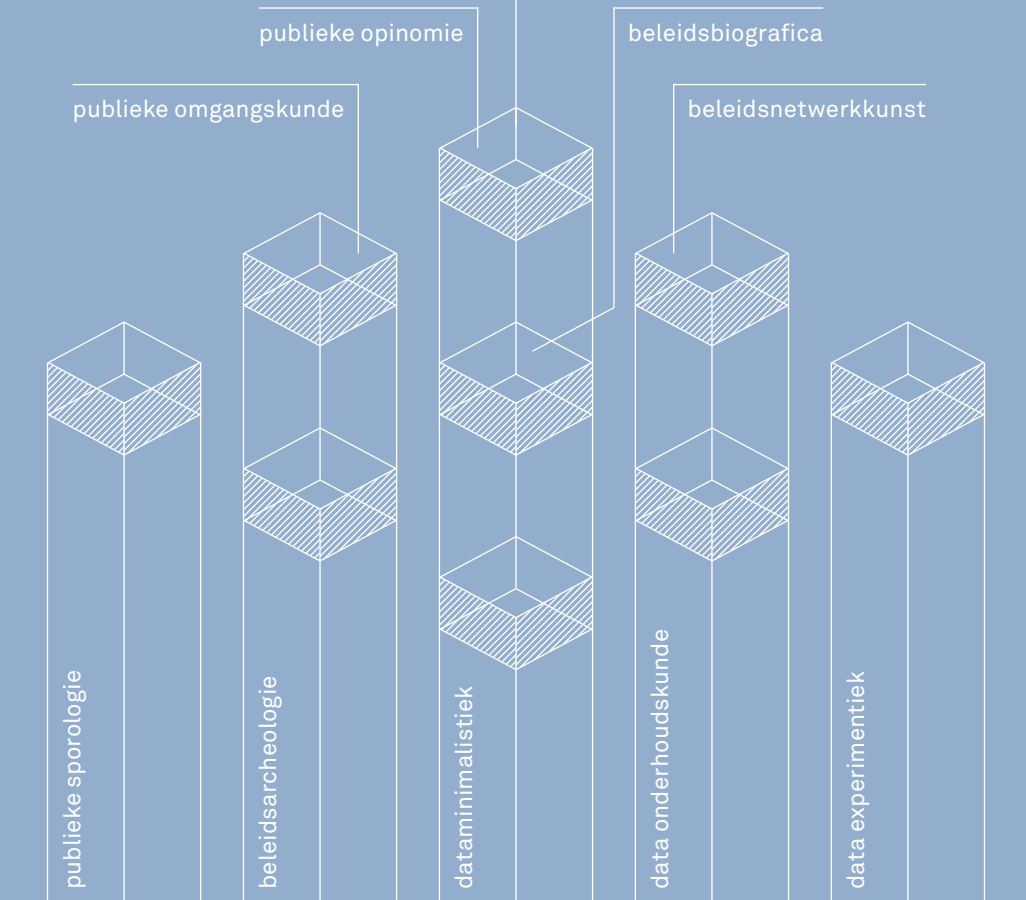 publieke opinomie
beleidsbiografica
publieke omgangskunde
beleidsnetwerkkunst
publieke sporologie
beleidsarcheologie
dataminimalistiek
data onderhoudskunde
data experimentiek